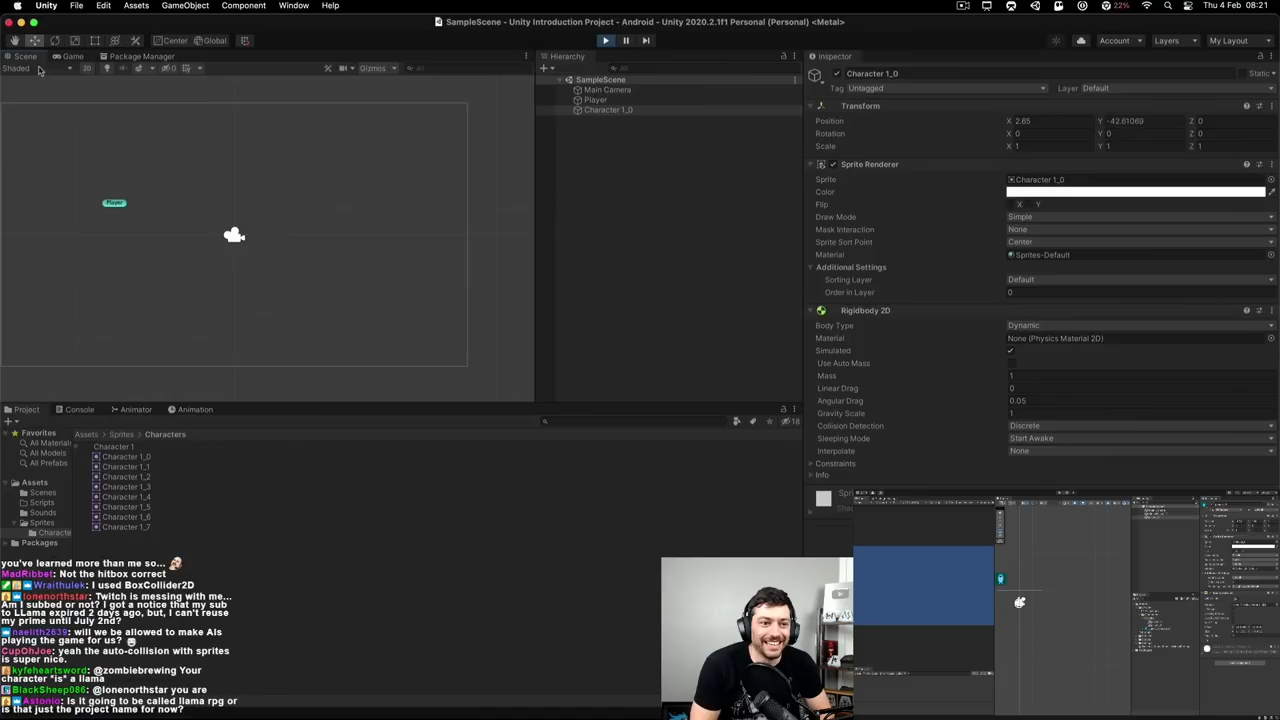 Unity File Edit Assets GameObject Component Window Help 22% Thu 4 Feb 08:21
SampleScene - Unity Introduction Project - Android - Unity 2020.2.1f1 Personal (Personal) <Metal>
Center Global Account Layers My Layout
Scene Game Package Manager
Shaded 2D 0 Gizmos All
Player
Hierarchy
All
SampleScene
Main Camera
Player
Character 1_0
Inspector
Character 1_0 Static
Tag Untagged Layer Default
Transform
Position X 2.65 Y -42.61069 Z 0
Rotation X 0 Y 0 Z 0
Scale X 1 Y 1 Z 1
Sprite Renderer
Sprite Character 1_0
Color
Flip X Y
Draw Mode Simple
Mask Interaction None
Sprite Sort Point Center
Material Sprites-Default
Additional Settings
Sorting Layer Default
Order in Layer 0
Rigidbody 2D
Body Type Dynamic
Material None (Physics Material 2D)
Simulated
Use Auto Mass
Mass 1
Linear Drag 0
Angular Drag 0.05
Gravity Scale 1
Collision Detection Discrete
Sleeping Mode Start Awake
Interpolate None
Constraints
Info
Project Console Animator Animation
18
Favorites
All Material
All Models
All Prefabs
Assets
Scenes
Scripts
Sounds
Sprites
Characte
Packages
Assets Sprites Characters
Character 1
Character 1_0
Character 1_1
Character 1_2
Character 1_3
Character 1_4
Character 1_5
Character 1_6
Character 1_7
you've learned more than me so...
MadRibbet: Not the hitbox correct
Wraithulek: I used BoxCollider2D
lonenorthstar: Twitch is messing with me...
Am I subbed or not? I got a notice that my sub
to LLama expired 2 days ago, but, I can't reuse
my prime until July 2nd?
naelith2639: will we be allowed to make AIs
playing the game for us?
CupOhJoe: yeah the auto-collision with sprites
is super nice.
kyfeheartsword: @zombiebrewing Your
character *is* a llama
BlackSheep086: @lonenorthstar you are
Astonio: Is it going to be called llama rpg or
is that just the project name for now?